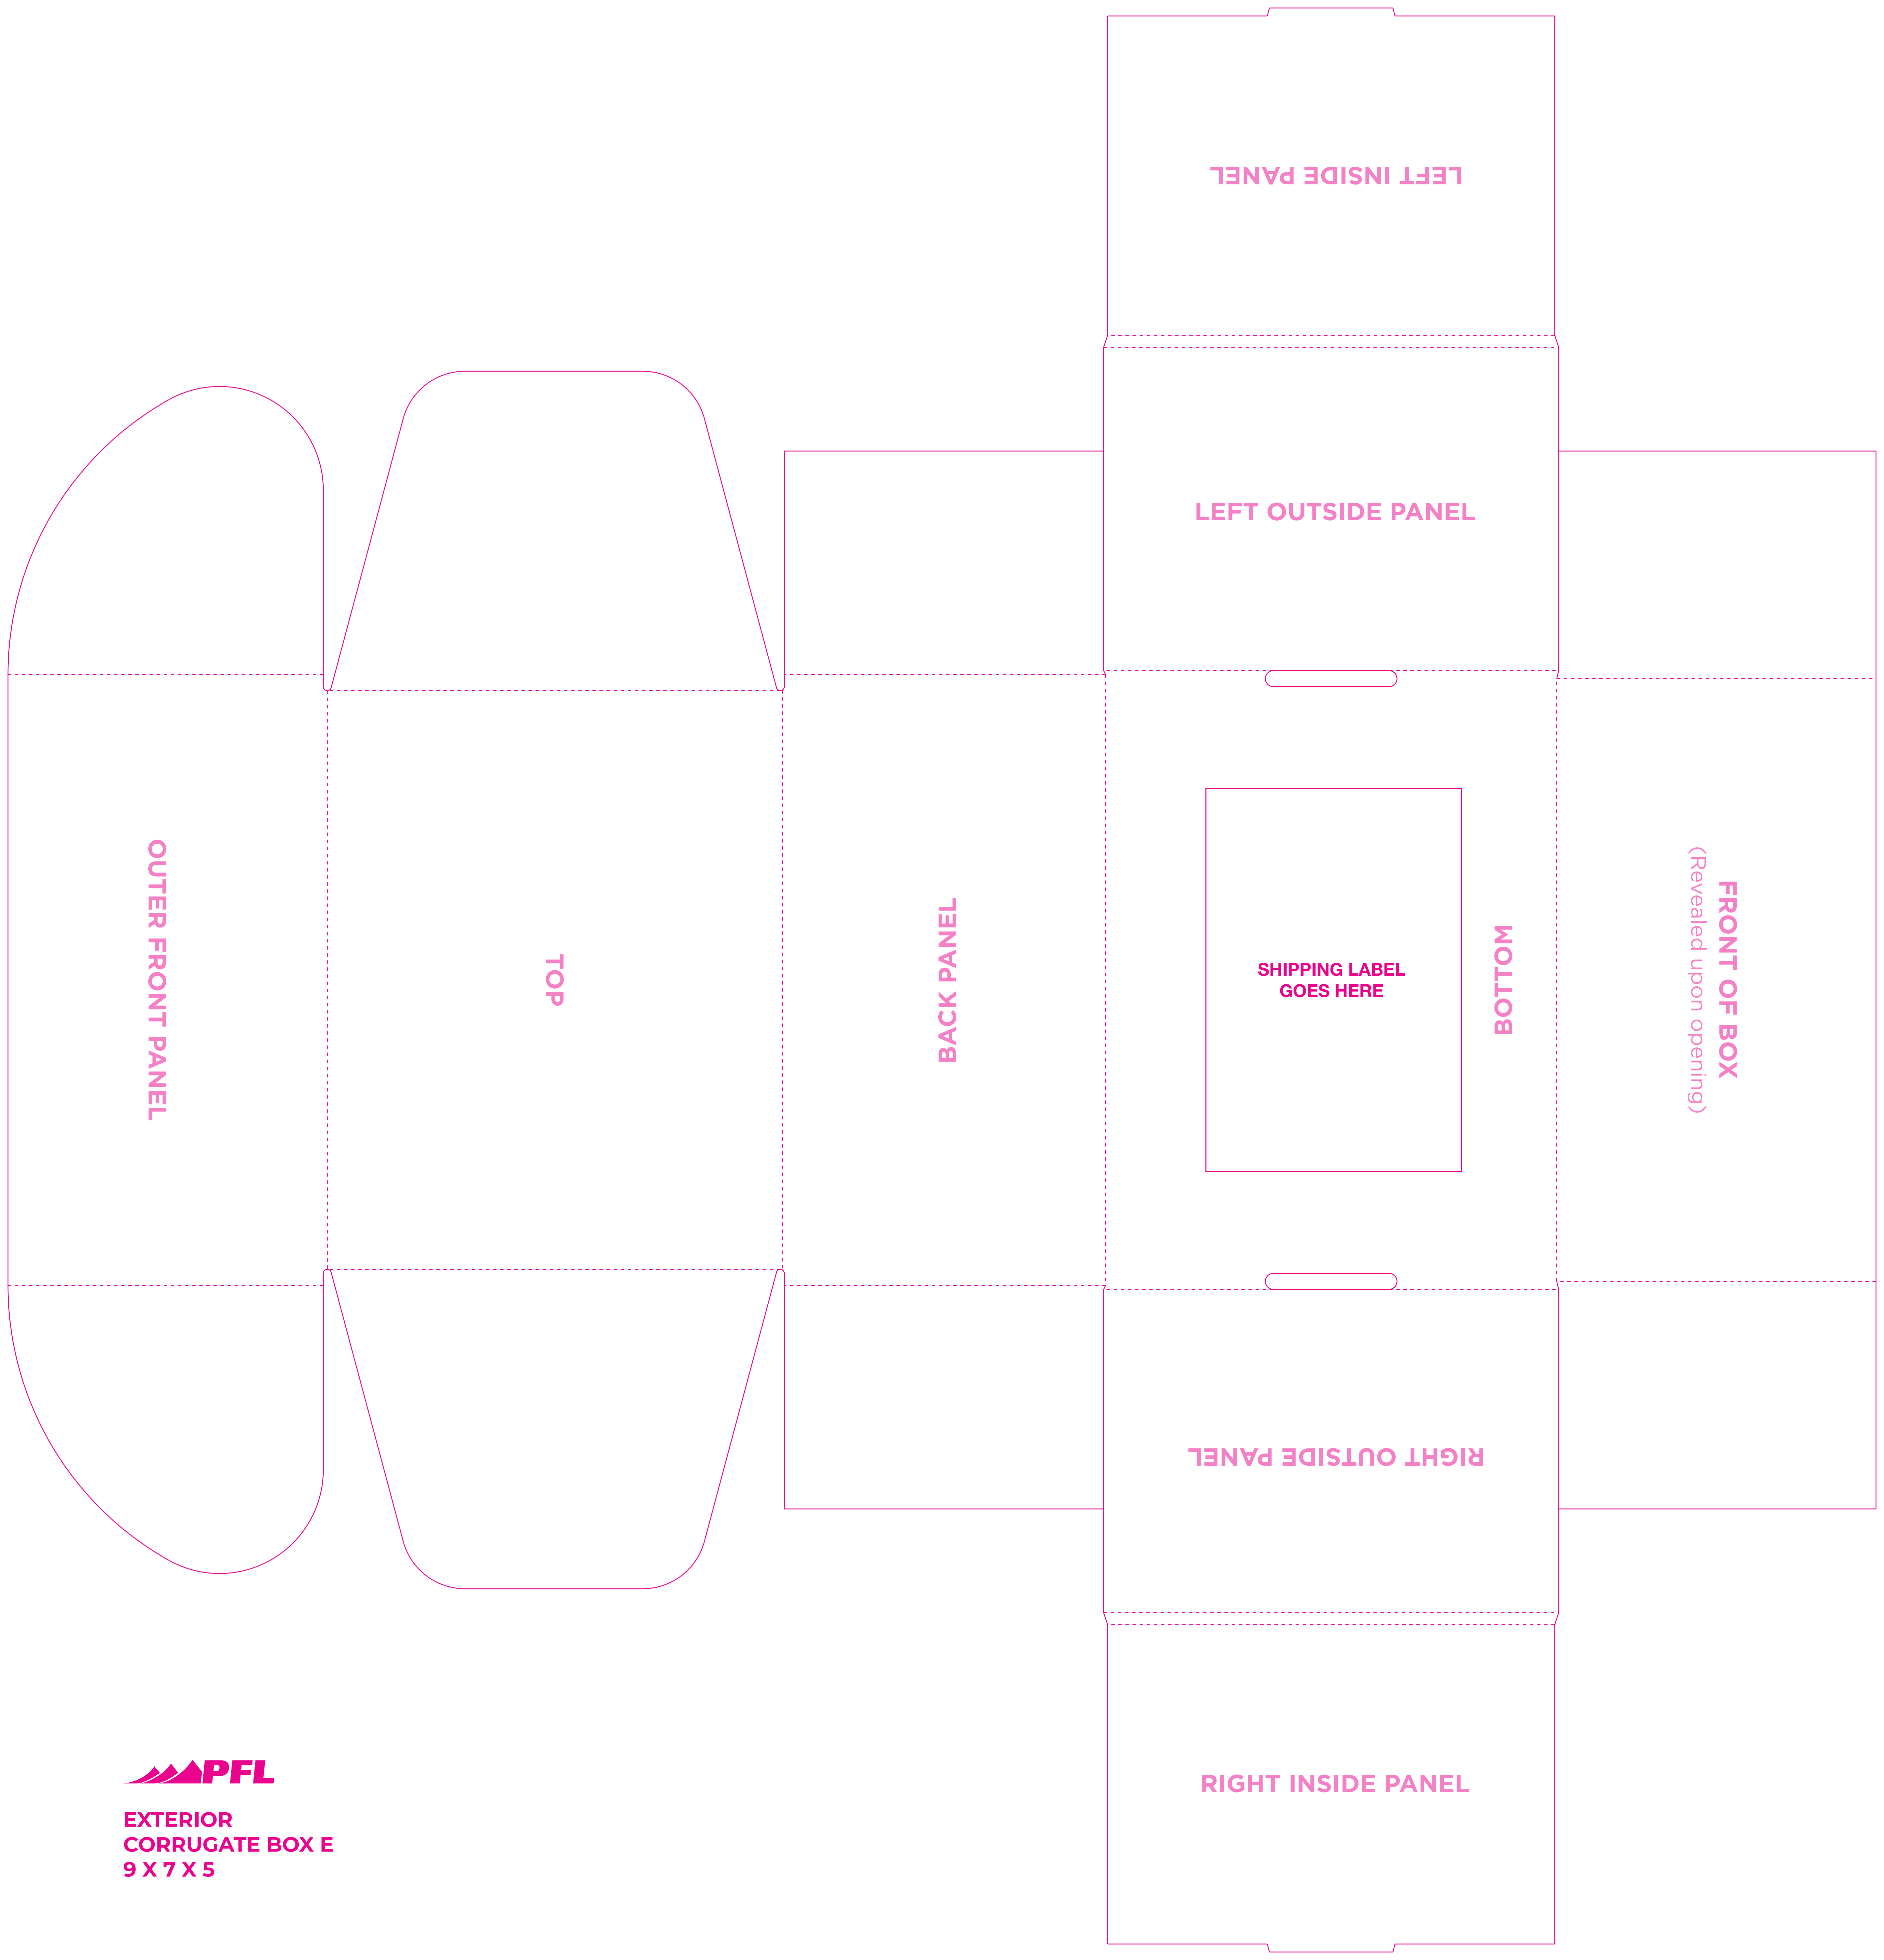 LEFT INSIDE PANEL
LEFT OUTSIDE PANEL
OUTER FRONT PANEL
TOP
BACK PANEL
SHIPPING LABEL
GOES HERE
BOTTOM
FRONT OF BOX
(Revealed upon opening)
RIGHT OUTSIDE PANEL
RIGHT INSIDE PANEL
PFL
EXTERIOR
CORRUGATE BOX E
9 X 7 X 5